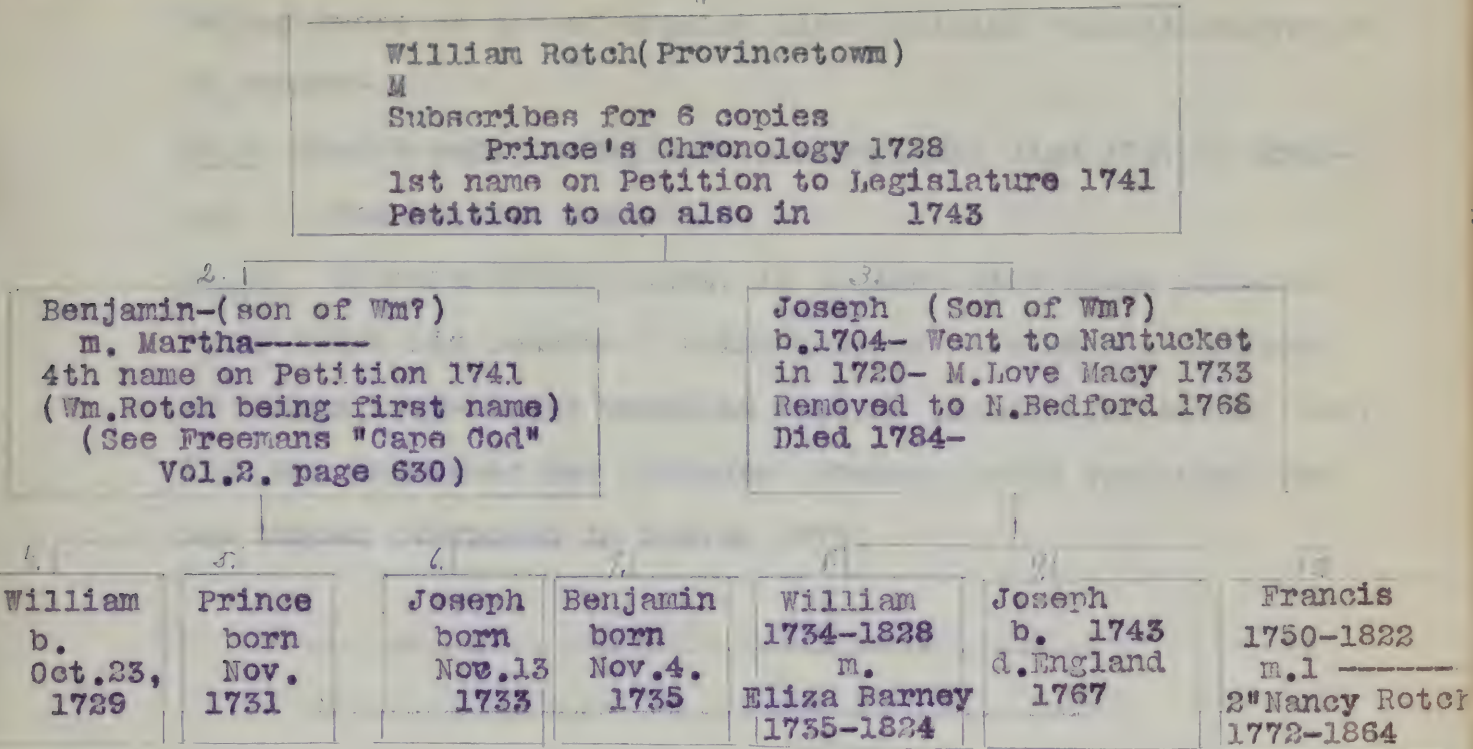 William Rotch(Provincetown)
M
Subscribes for 6 copies
Prince's Chronology 1728
1st name on Petition to Legislature 1741
Petition to do also in 1743
2.
Benjamin-(son of Wm?)
m. Martha------
4th name on Petition 1741
(Wm.Rotch being first name)
(See Freemans "Cape Cod"
Vol.2. page 630)
3.
Joseph (Son of Wm?)
b.1704- Went to Nantucket
in 1720- M.Love Macy 1733
Removed to N.Bedford 1768
Died 1784-
4.
William
b.
Oct.23,
1729
5.
Prince
born
Nov.
1731
6.
Joseph
born
Nov.13
1733
7.
Benjamin
born
Nov.4.
1735
William
1734-1828
m.
Eliza Barney
1735-1824
9.
Joseph
b. 1743
d.England
1767
Francis
1750-1822
m.1 -------
2"Nancy Rotch
1772-1864